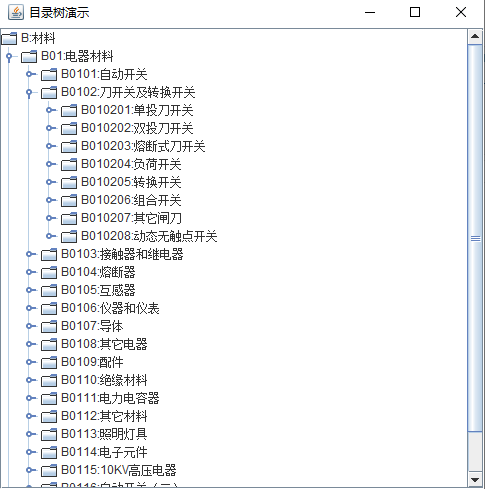 目录树演示
B:材料
B01:电器材料
B0101:自动开关
B0102:刀开关及转换开关
B010201:单投刀开关
B010202:双投刀开关
B010203:熔断式刀开关
B010204:负荷开关
B010205:转换开关
B010206:组合开关
B010207:其它闸刀
B010208:动态无触点开关
B0103:接触器和继电器
B0104:熔断器
B0105:互感器
B0106:仪器和仪表
B0107:导体
B0108:其它电器
B0109:配件
B0110:绝缘材料
B0111:电力电容器
B0112:其它材料
B0113:照明灯具
B0114:电子元件
B0115:10KV高压电器
B0116:自动开关（二）